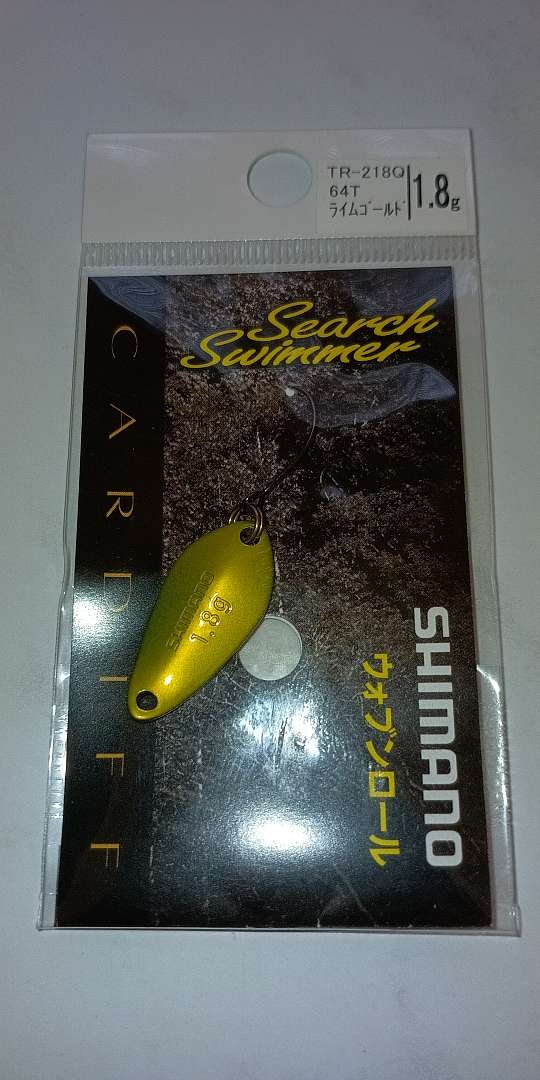 TR-218Q
64T
ライムゴールド
1.8g
Search
Swimmer
CARDIFF
SHIMANO
1.8g
SHIMANO
ウォブンロール